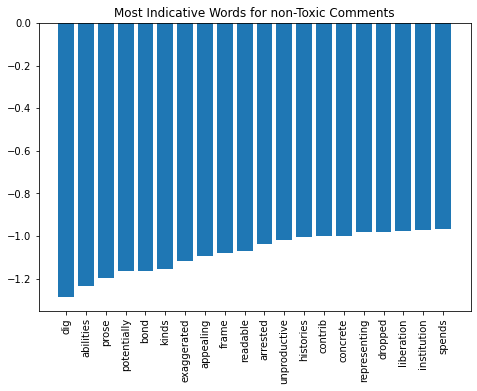 Most Indicative Words for non-Toxic Comments
0.0
−0.2
−0.4
−0.6
−0.8
−1.0
−1.2
dig
abilities
prose
potentially
bond
kinds
exaggerated
appealing
frame
readable
arrested
unproductive
histories
contrib
concrete
representing
dropped
liberation
institution
spends